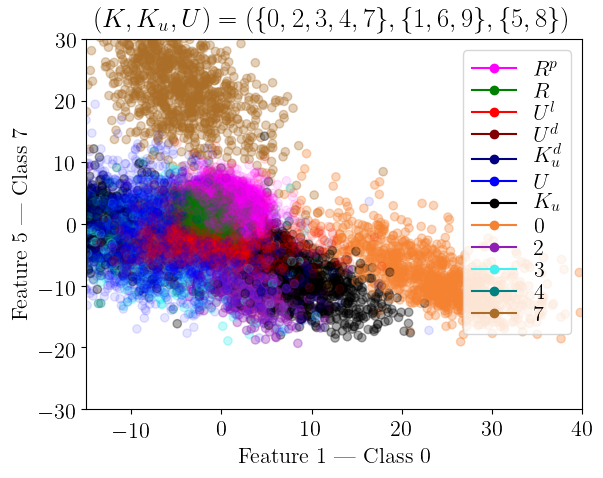 (K, K_u, U) = ({0, 2, 3, 4, 7}, {1, 6, 9}, {5, 8})
R^p
R
U^l
U^d
K_u^d
U
K_u
0
2
3
4
7
30
20
10
0
−10
−20
−30
−10 0 10 20 30 40
Feature 5 — Class 7
Feature 1 — Class 0